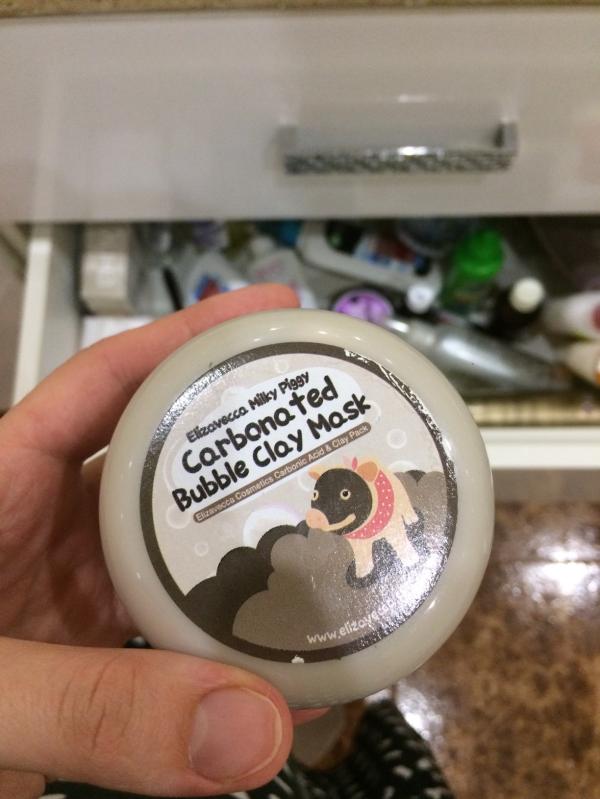 Elizavecca Milky Piggy
Carbonated
Bubble Clay Mask
Elizavecca Cosmetics Carbonic Acid & Clay Pack